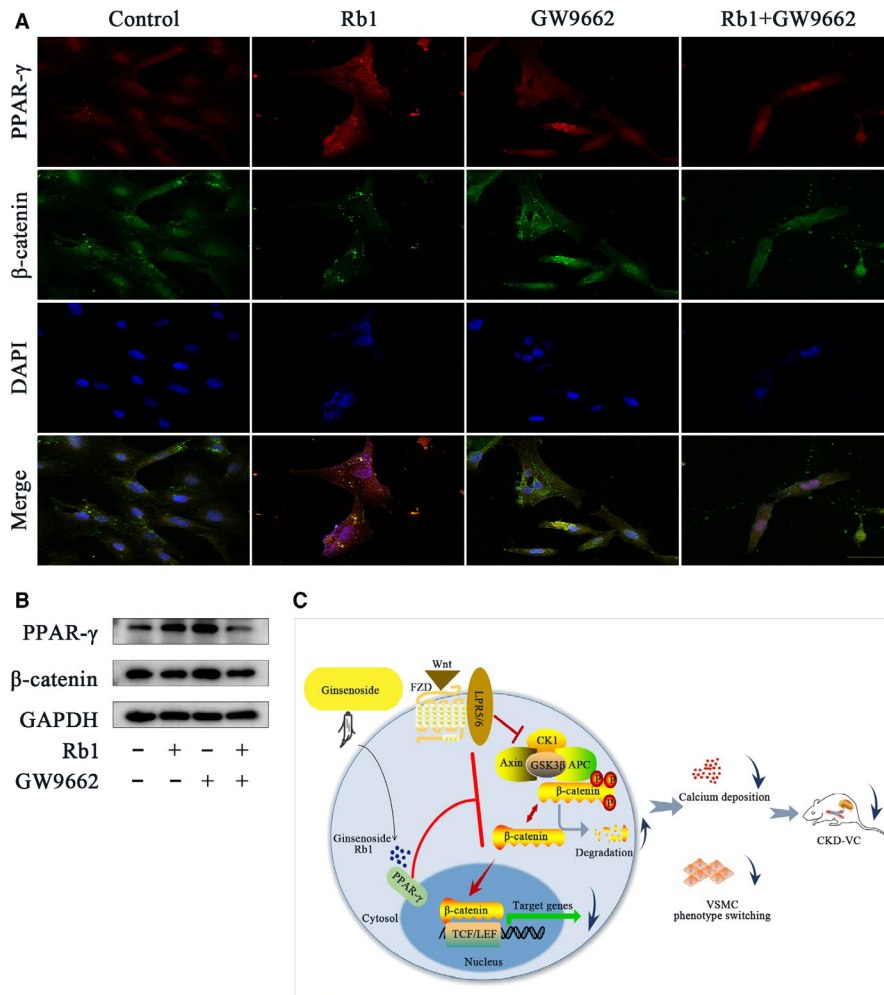 A
Control Rb1 GW9662 Rb1+GW9662
PPAR-γ
β-catenin
DAPI
Merge
B
PPAR-γ
β-catenin
GAPDH
Rb1 − + − +
GW9662 − − + +
C
Ginsenoside
Wnt
FZD
LPR5/6
CK1
Axin GSK3β APC
P P
β-catenin
P
β-catenin
Degradation
Ginsenoside
Rb1
PPAR-γ
Cytosol
β-catenin
Target genes
TCF/LEF
Nucleus
Calcium deposition
CKD-VC
VSMC
phenotype switching